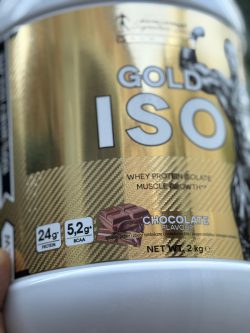 GOLD
ISO
WHEY PROTEIN ISOLATE
MUSCLE GROWTH**
CHOCOLATE
FLAVOUR
24g*
PROTEIN
5,2g*
BCAA
NET WT. 2 kg